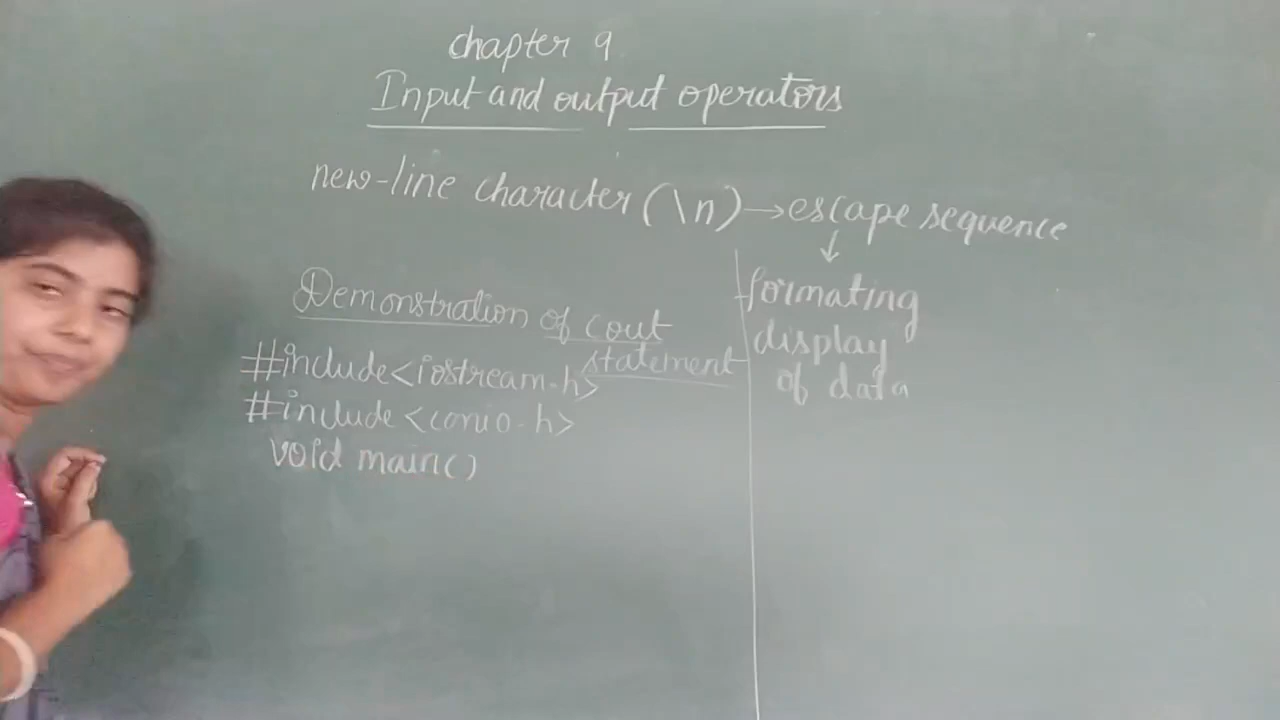 chapter 9
Input and output operators
new-line character (\n) → escape sequence
↓
formating
display
of data
Demonstration of cout
statement
#include<iostream.h>
#include<conio.h>
void main()